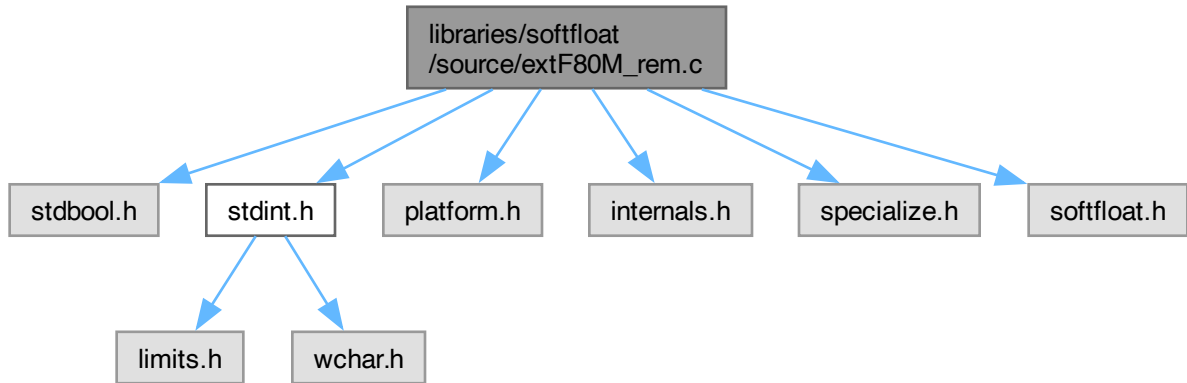 libraries/softfloat
/source/extF80M_rem.c
stdbool.h
stdint.h
platform.h
internals.h
specialize.h
softfloat.h
limits.h
wchar.h